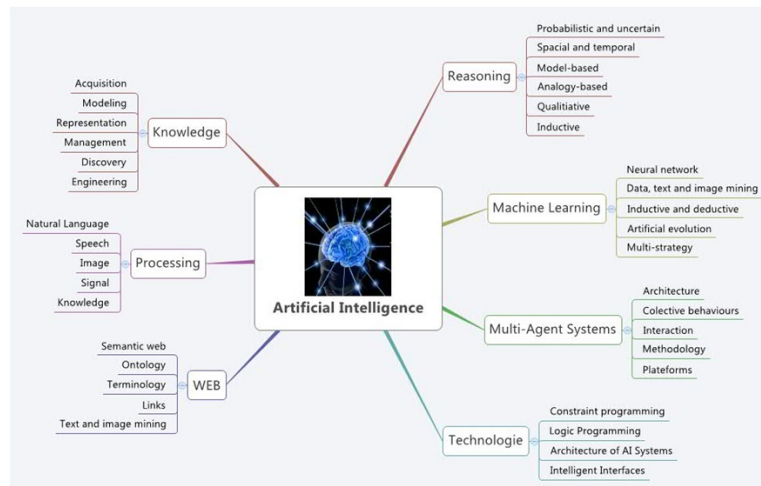 Artificial Intelligence
Knowledge
Acquisition
Modeling
Representation
Management
Discovery
Engineering
Processing
Natural Language
Speech
Image
Signal
Knowledge
WEB
Semantic web
Ontology
Terminology
Links
Text and image mining
Reasoning
Probabilistic and uncertain
Spacial and temporal
Model-based
Analogy-based
Qualitiative
Inductive
Machine Learning
Neural network
Data, text and image mining
Inductive and deductive
Artificial evolution
Multi-strategy
Multi-Agent Systems
Architecture
Colective behaviours
Interaction
Methodology
Plateforms
Technologie
Constraint programming
Logic Programming
Architecture of AI Systems
Intelligent Interfaces